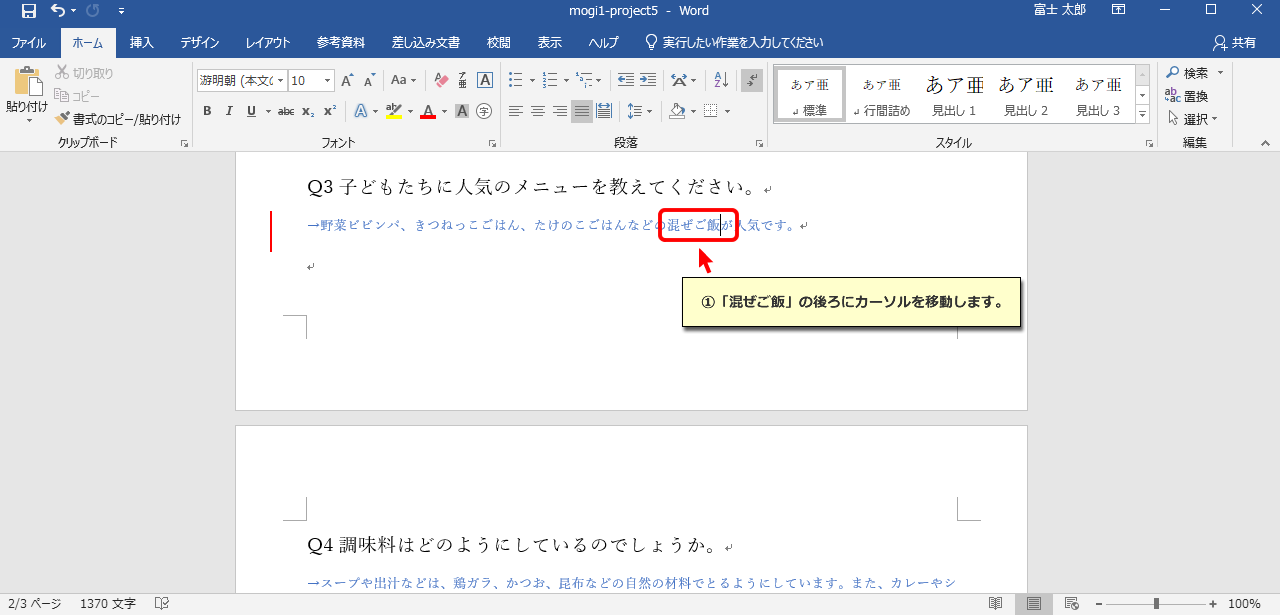 mogi1-project5 - Word
富士 太郎
ファイル ホーム 挿入 デザイン レイアウト 参考資料 差し込み文書 校閲 表示 ヘルプ 実行したい作業を入力してください 共有
貼り付け
切り取り
コピー
書式のコピー/貼り付け
クリップボード
游明朝 (本文の 10
Aa
B I U abc x₂ x²
フォント
段落
あア亜
↲ 標準
あア亜
↲ 行間詰め
あア亜
見出し 1
あア亜
見出し 2
あア亜
見出し 3
スタイル
検索
置換
選択
編集
Q3 子どもたちに人気のメニューを教えてください。
→野菜ビビンバ、きつねっこごはん、たけのこごはんなどの混ぜご飯が人気です。
①「混ぜご飯」の後ろにカーソルを移動します。
Q4 調味料はどのようにしているのでしょうか。
→スープや出汁などは、鶏ガラ、かつお、昆布などの自然の材料でとるようにしています。また、カレーやシ
2/3 ページ 1370 文字
100%